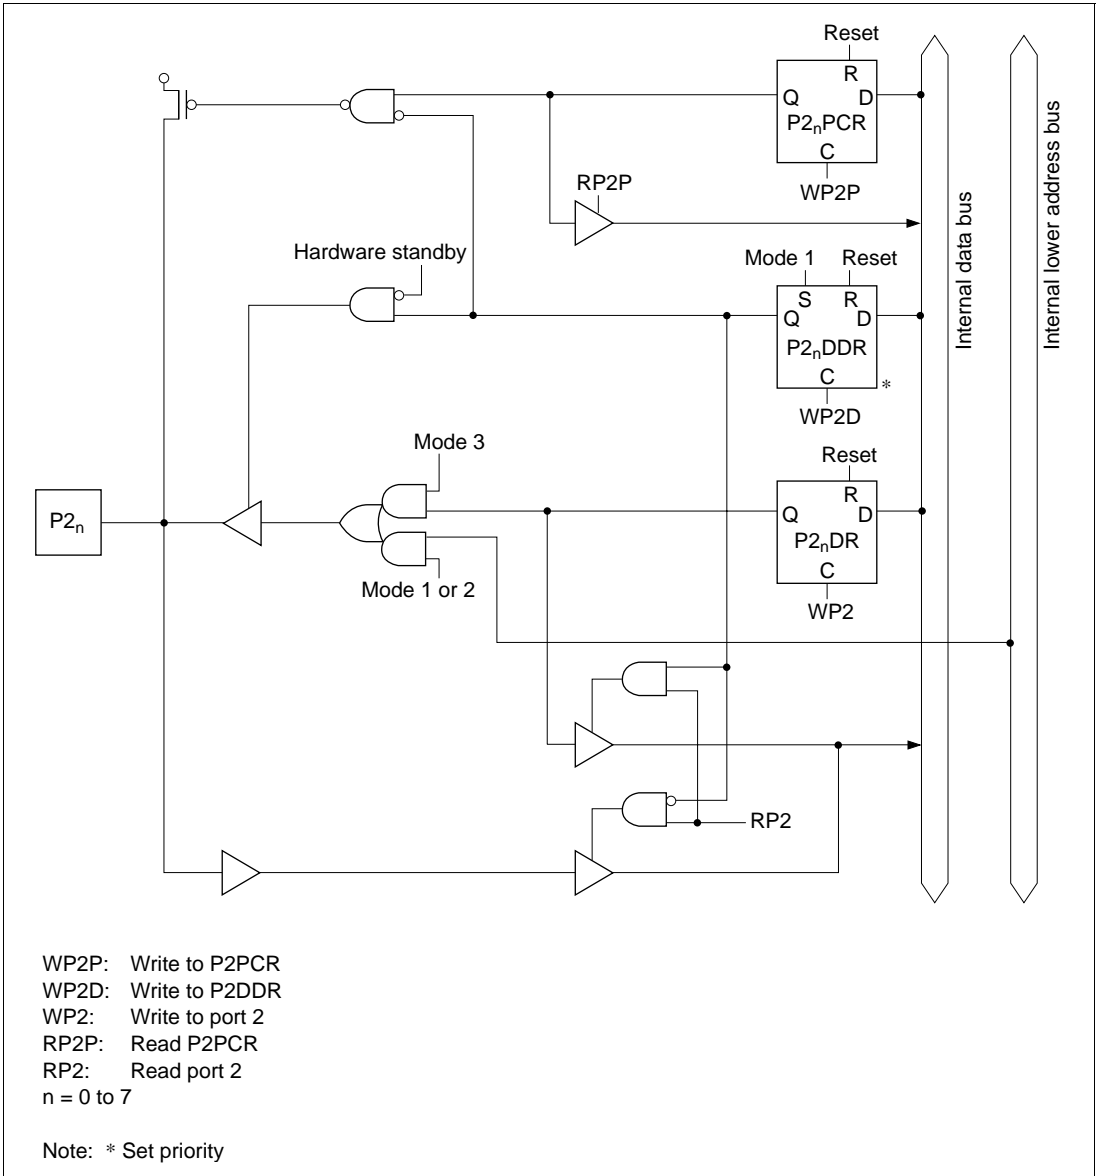 Reset
R
Q D
P2nPCR
C
WP2P
RP2P
Hardware standby
Mode 1 Reset
S R
Q D
P2nDDR
C
*
WP2D
Mode 3
Reset
R
Q D
P2nDR
C
WP2
P2n
Mode 1 or 2
RP2
Internal data bus
Internal lower address bus
WP2P: Write to P2PCR
WP2D: Write to P2DDR
WP2: Write to port 2
RP2P: Read P2PCR
RP2: Read port 2
n = 0 to 7
Note: * Set priority